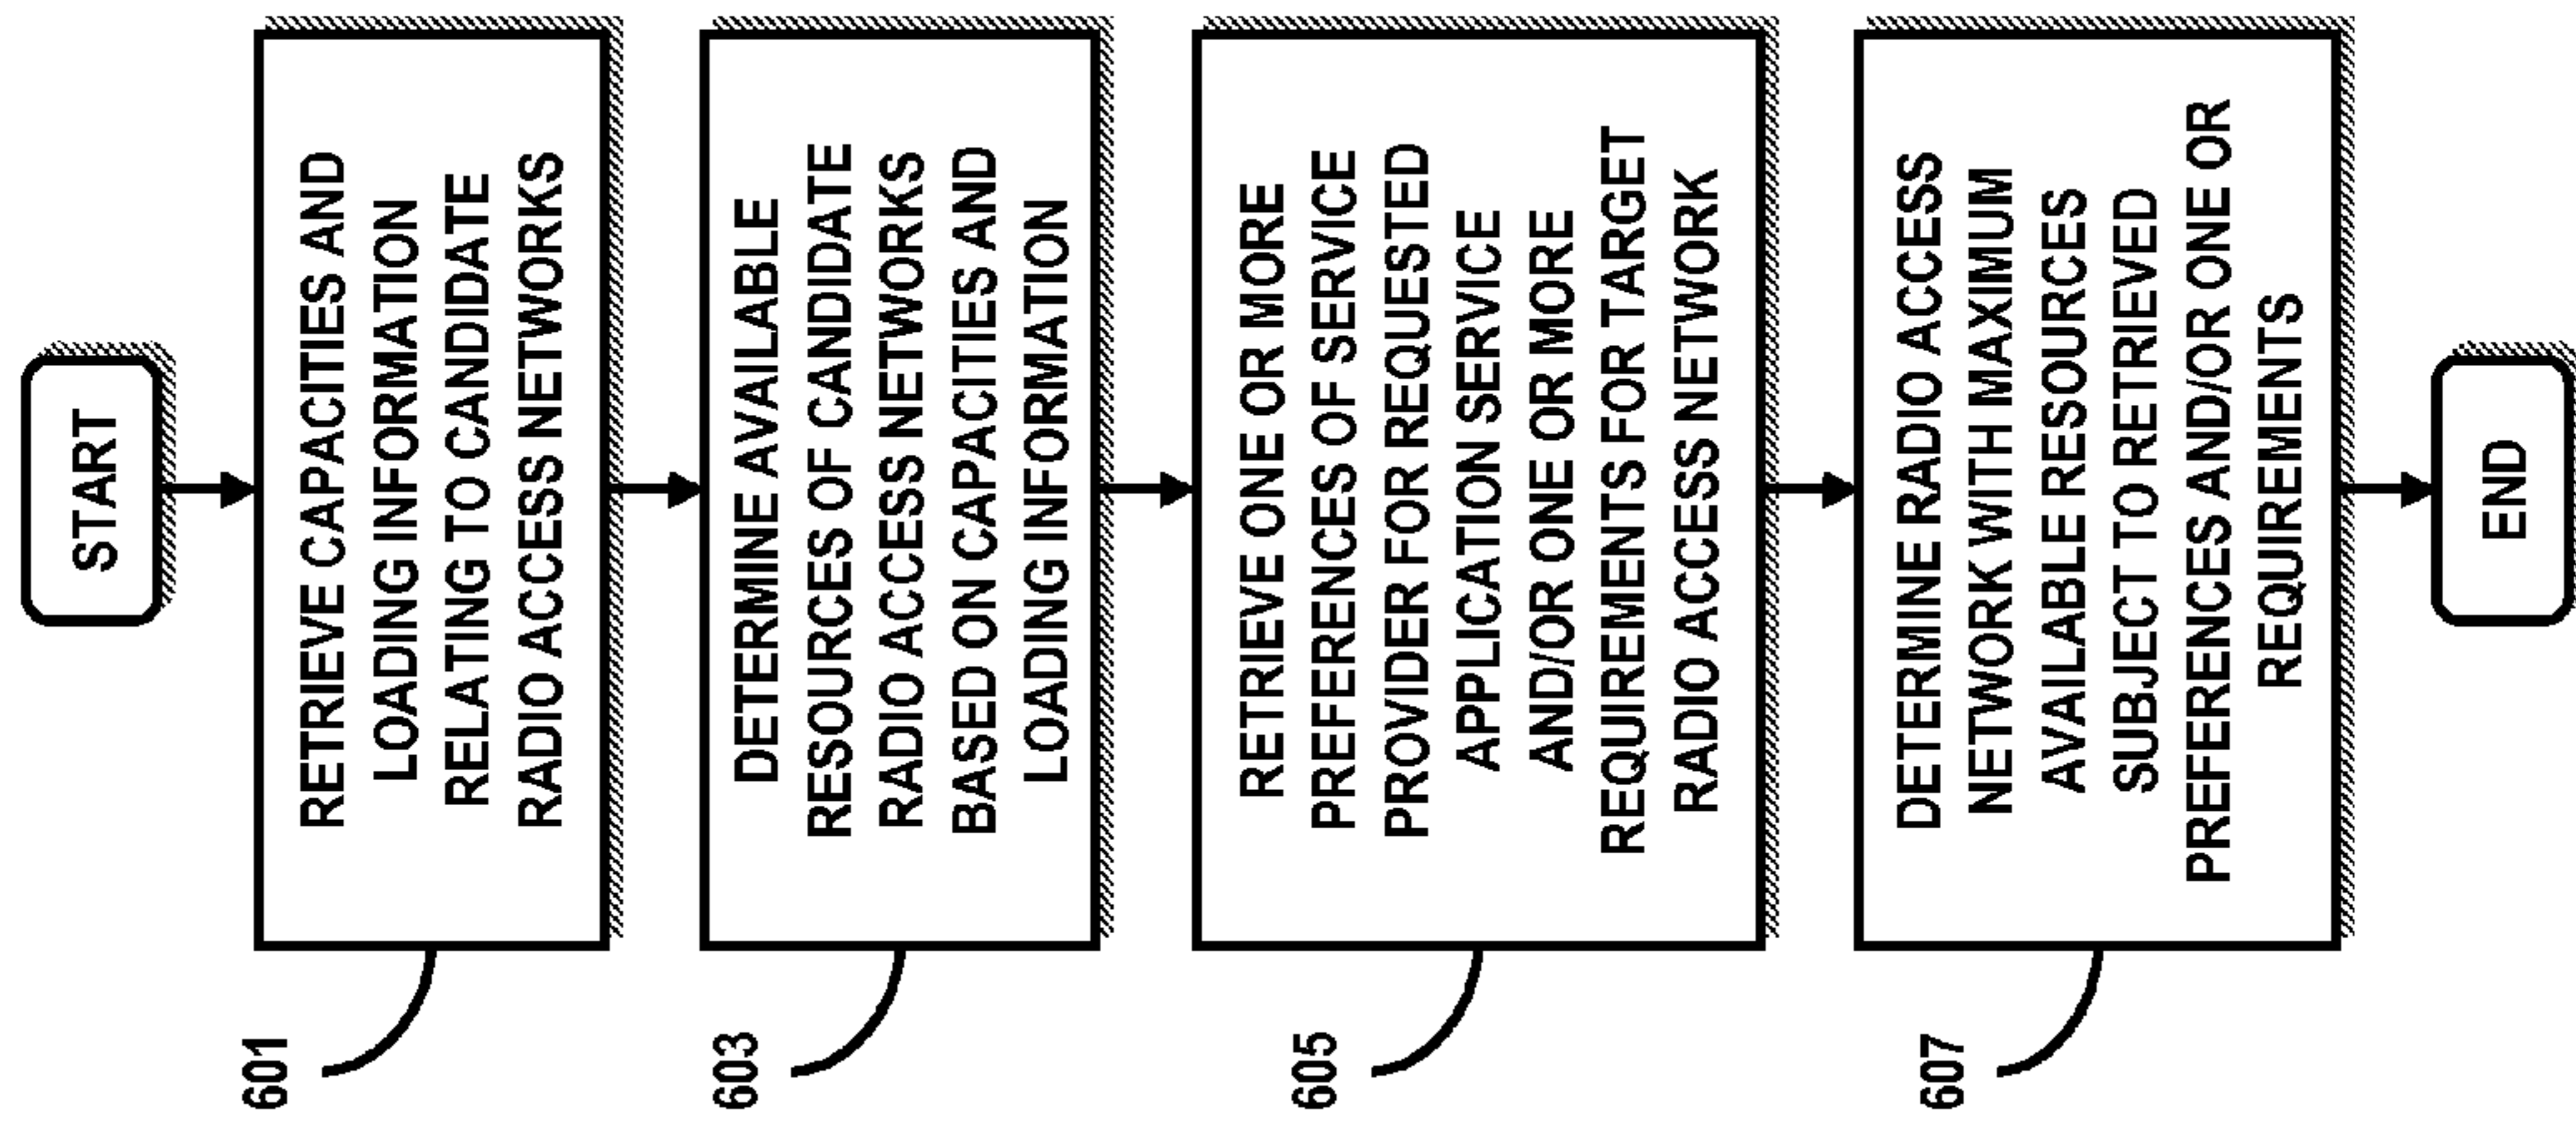 START
601
RETRIEVE CAPACITIES AND
LOADING INFORMATION
RELATING TO CANDIDATE
RADIO ACCESS NETWORKS
603
DETERMINE AVAILABLE
RESOURCES OF CANDIDATE
RADIO ACCESS NETWORKS
BASED ON CAPACITIES AND
LOADING INFORMATION
605
RETRIEVE ONE OR MORE
PREFERENCES OF SERVICE
PROVIDER FOR REQUESTED
APPLICATION SERVICE
AND/OR ONE OR MORE
REQUIREMENTS FOR TARGET
RADIO ACCESS NETWORK
607
DETERMINE RADIO ACCESS
NETWORK WITH MAXIMUM
AVAILABLE RESOURCES
SUBJECT TO RETRIEVED
PREFERENCES AND/OR ONE OR
REQUIREMENTS
END